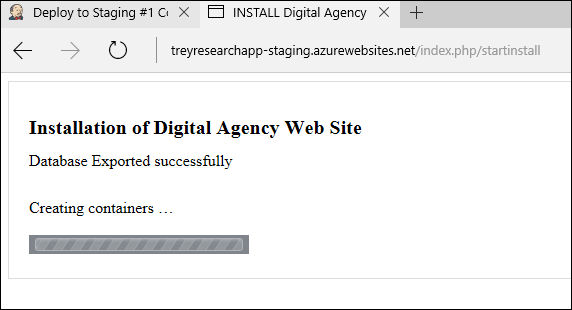 Deploy to Staging #1 Co
INSTALL Digital Agency
treyresearchapp-staging.azurewebsites.net/index.php/startinstall
Installation of Digital Agency Web Site
Database Exported successfully
Creating containers …